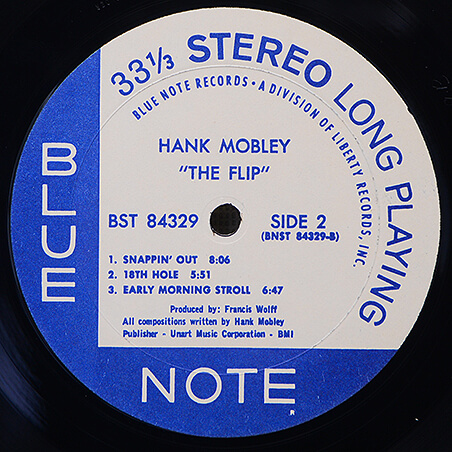 33 1/3 STEREO LONG PLAYING
BLUE NOTE RECORDS • A DIVISION OF LIBERTY RECORDS, INC.
HANK MOBLEY
"THE FLIP"
BST 84329
SIDE 2
(BNST 84329-B)
1. SNAPPIN' OUT 8:06
2. 18TH HOLE 5:51
3. EARLY MORNING STROLL 6:47
Produced by: Francis Wolff
All compositions written by Hank Mobley
Publisher - Unart Music Corporation - BMI
BLUE
NOTE
R